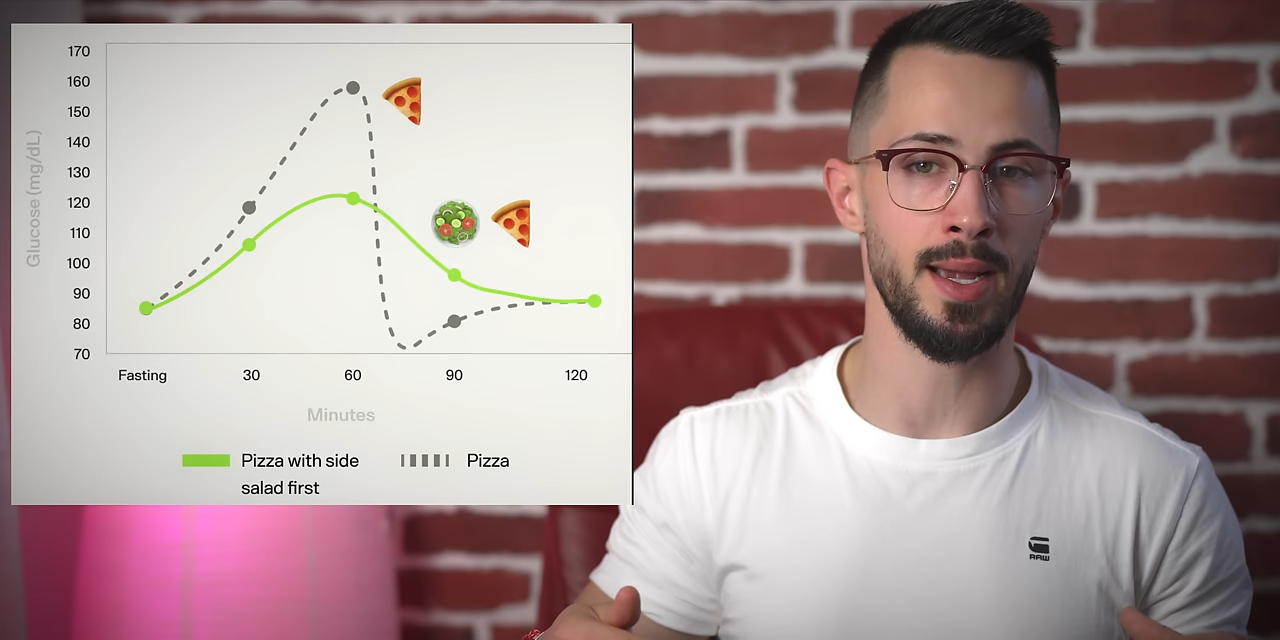 170
160
150
140
130
120
110
100
90
80
70
Glucose (mg/dL)
Fasting 30 60 90 120
Minutes
Pizza with side salad first
Pizza
RAW